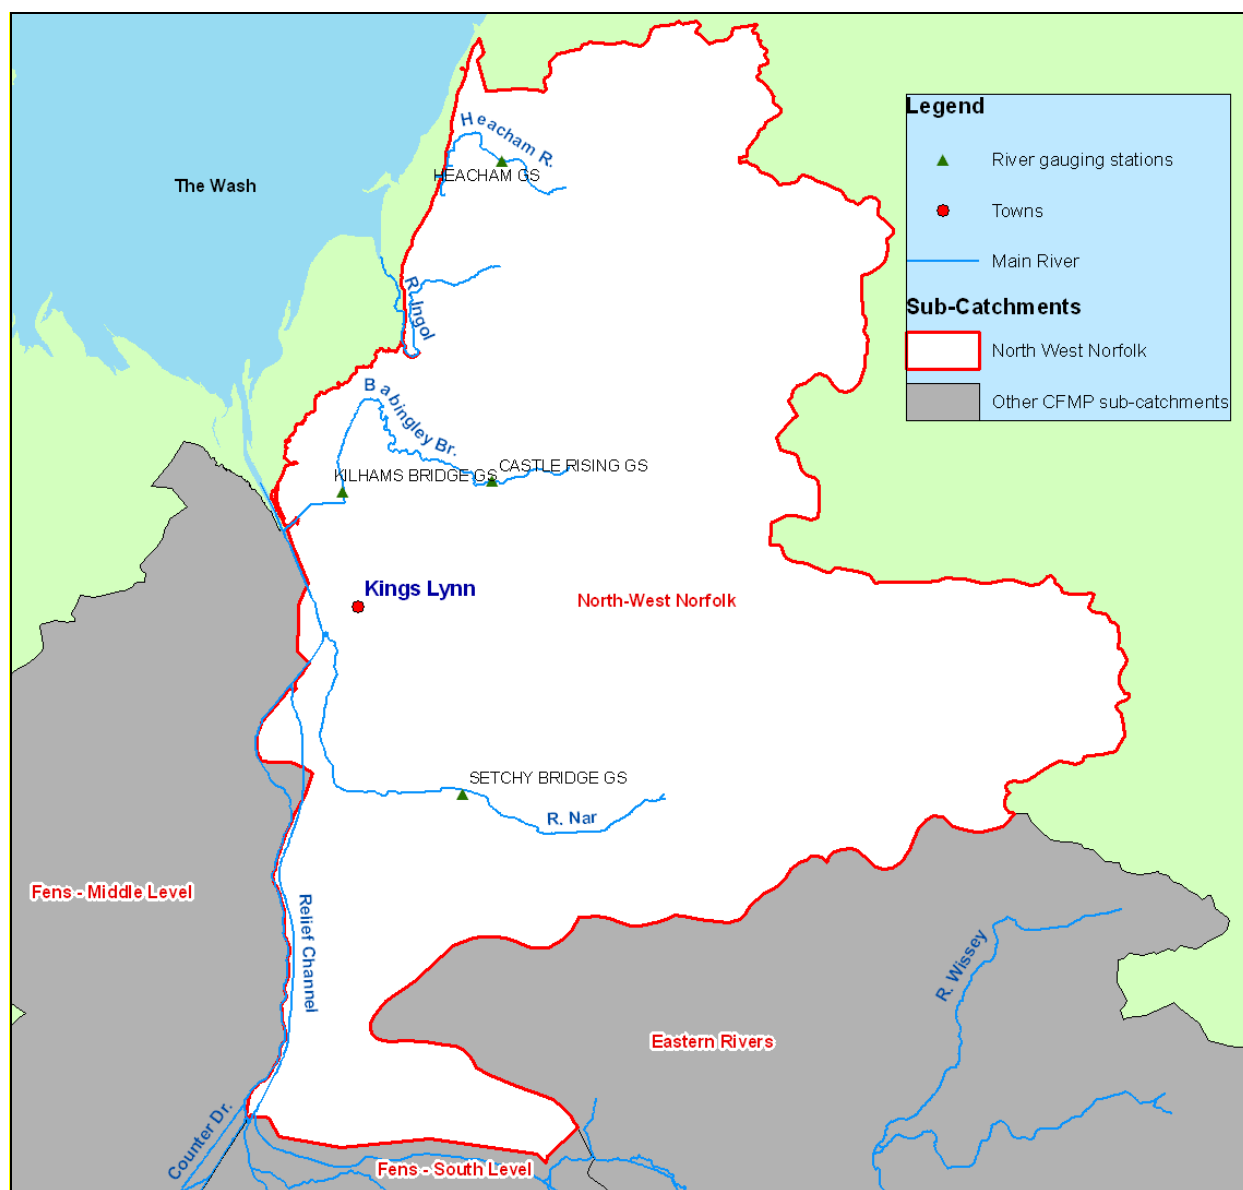 Legend
River gauging stations
Towns
Main River
Sub-Catchments
North West Norfolk
Other CFMP sub-catchments
The Wash
Heacham R.
HEACHAM GS
R. Ingol
Babingley Br.
CASTLE RISING GS
KILHAMS BRIDGE GS
Kings Lynn
North-West Norfolk
SETCHY BRIDGE GS
R. Nar
Fens - Middle Level
Relief Channel
R. Wissey
Eastern Rivers
Counter Dr.
Fens - South Level